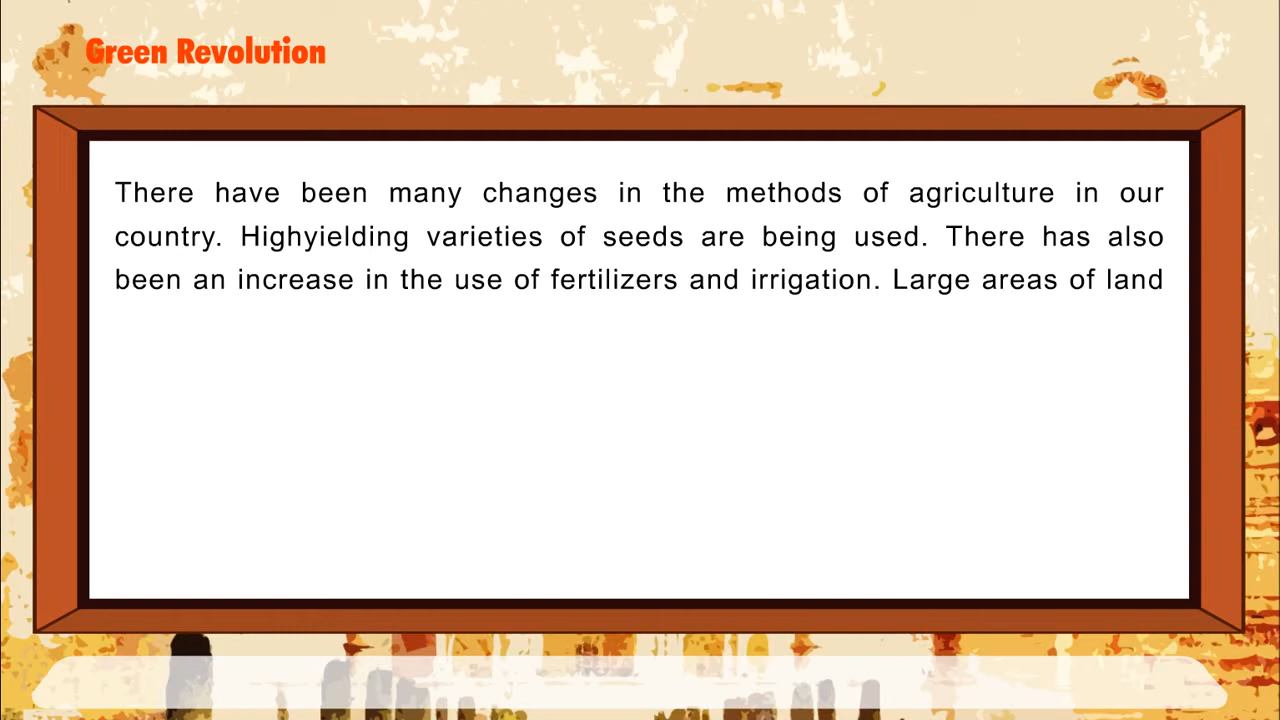 Green Revolution
There have been many changes in the methods of agriculture in our
country. Highyielding varieties of seeds are being used. There has also
been an increase in the use of fertilizers and irrigation. Large areas of land